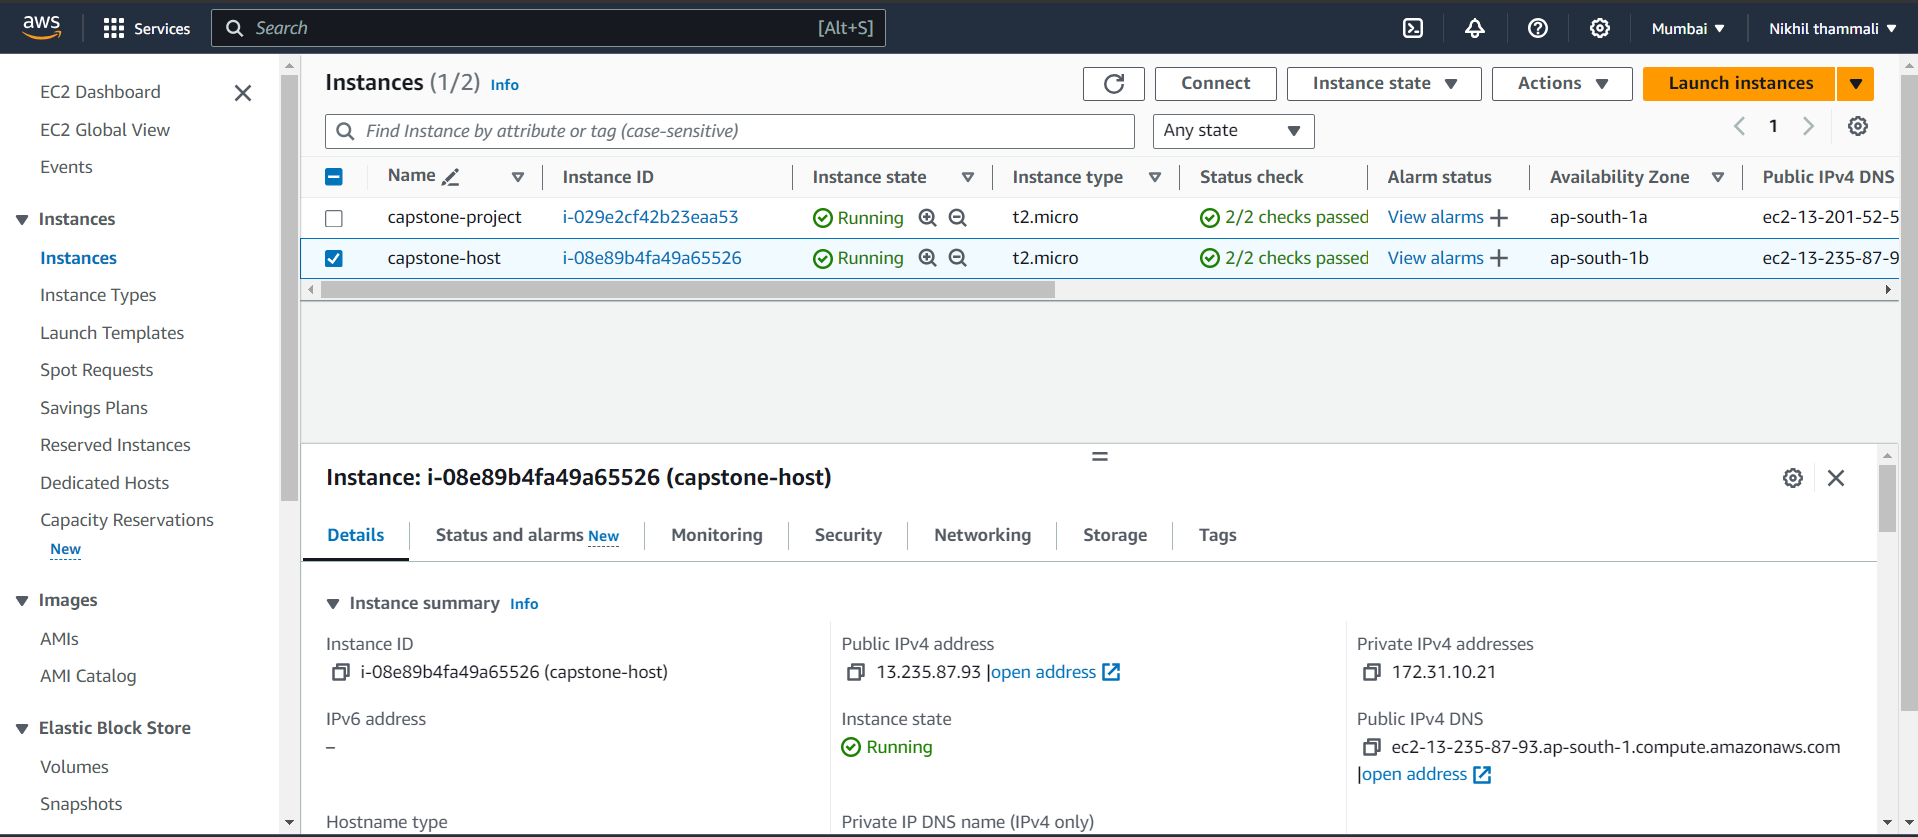 aws Services Search [Alt+S] Mumbai Nikhil thammali
EC2 Dashboard
EC2 Global View
Events
Instances
Instances
Instance Types
Launch Templates
Spot Requests
Savings Plans
Reserved Instances
Dedicated Hosts
Capacity Reservations
New
Images
AMIs
AMI Catalog
Elastic Block Store
Volumes
Snapshots
Instances (1/2) Info Connect Instance state Actions Launch instances
Find Instance by attribute or tag (case-sensitive) Any state 1
Name Instance ID Instance state Instance type Status check Alarm status Availability Zone Public IPv4 DNS
capstone-project i-029e2cf42b23eaa53 Running t2.micro 2/2 checks passed View alarms + ap-south-1a ec2-13-201-52-5
capstone-host i-08e89b4fa49a65526 Running t2.micro 2/2 checks passed View alarms + ap-south-1b ec2-13-235-87-9
Instance: i-08e89b4fa49a65526 (capstone-host)
Details Status and alarms New Monitoring Security Networking Storage Tags
Instance summary Info
Instance ID
i-08e89b4fa49a65526 (capstone-host)
Public IPv4 address
13.235.87.93 |open address
Private IPv4 addresses
172.31.10.21
IPv6 address
–
Instance state
Running
Public IPv4 DNS
ec2-13-235-87-93.ap-south-1.compute.amazonaws.com
|open address
Hostname type
Private IP DNS name (IPv4 only)